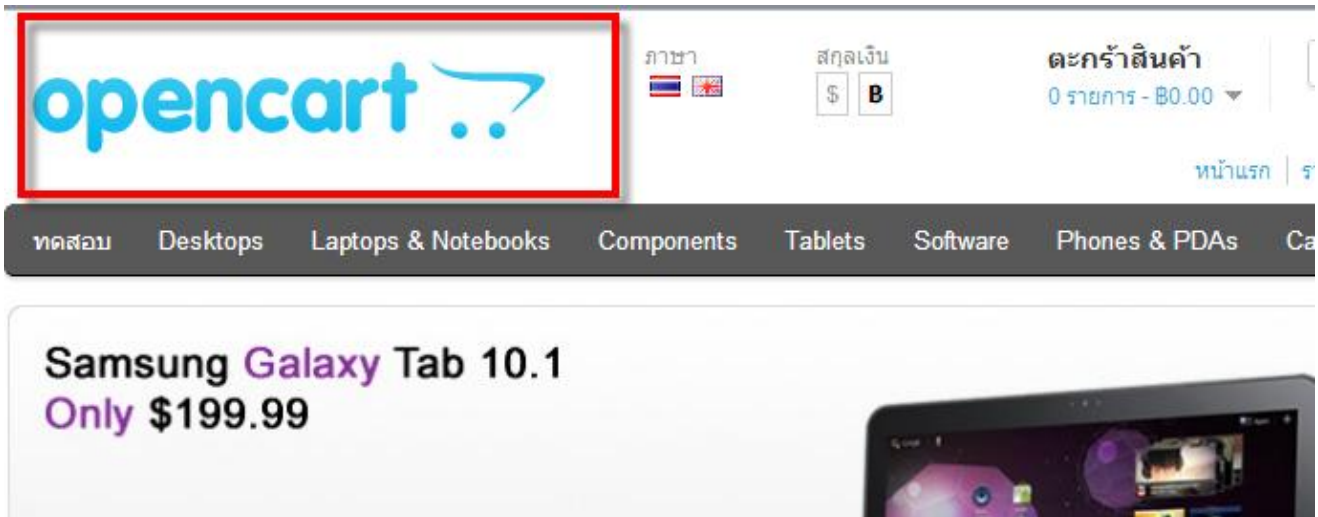 opencart
ภาษา
สกุลเงิน
$ B
ตะกร้าสินค้า
0 รายการ - ฿0.00
หน้าแรก
ทดสอบ Desktops Laptops & Notebooks Components Tablets Software Phones & PDAs Ca
Samsung Galaxy Tab 10.1
Only $199.99